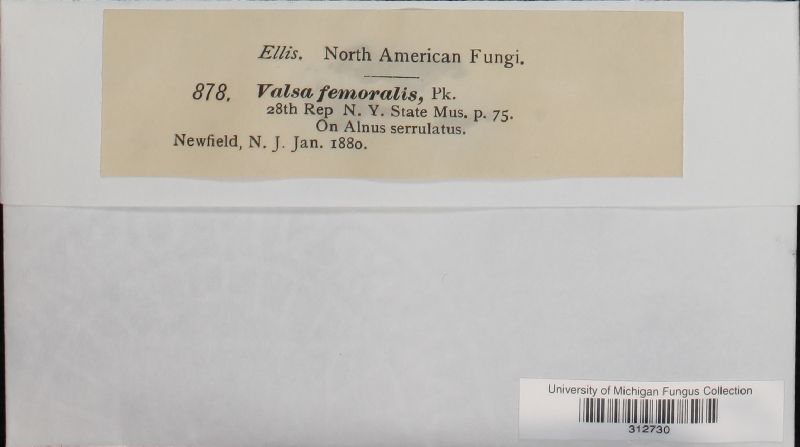 Ellis. North American Fungi.
878. Valsa femoralis, Pk.
28th Rep N. Y. State Mus. p. 75.
On Alnus serrulatus.
Newfield, N. J. Jan. 1880.
University of Michigan Fungus Collection
312730